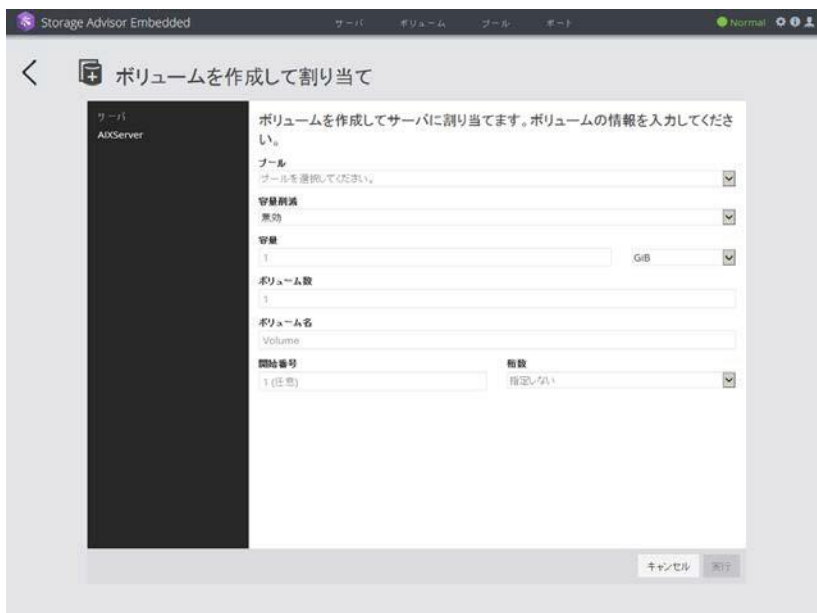 Storage Advisor Embedded
サーバ ボリューム プール ポート
Normal
ボリュームを作成して割り当て
サーバ
AIXServer
ボリュームを作成してサーバに割り当てます。ボリュームの情報を入力してくださ
い。
プール
プールを選択してください。
容量削減
無効
容量
1 GiB
ボリューム数
1
ボリューム名
Volume
開始番号 桁数
1 (任意) 指定しない
キャンセル 実行